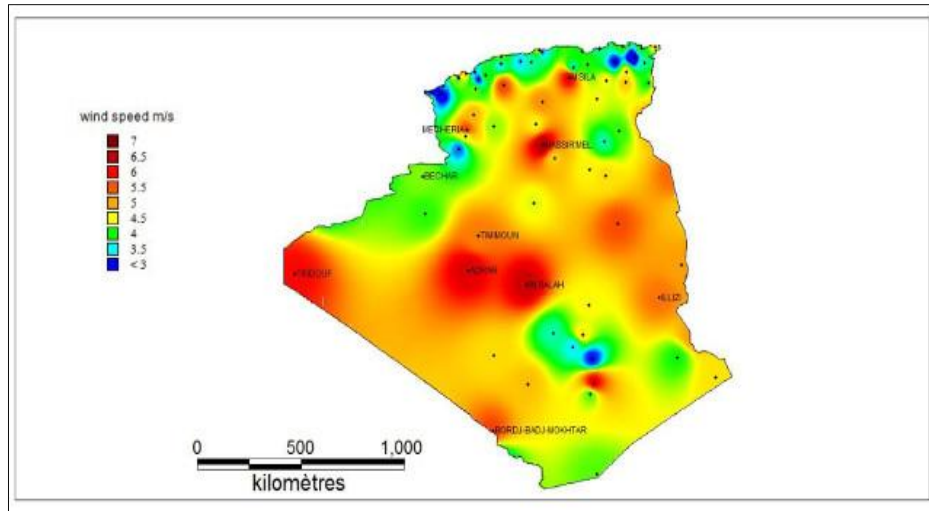 wind speed m/s
7
6.5
6
5.5
5
4.5
4
3.5
< 3
M'SILA
MECHERIA
HASSIR'MEL
BECHAR
TIMIMOUN
TINDOUF
ADRAR
IN SALAH
ILLIZI
BORDJ-BADJ-MOKHTAR
0 500 1,000
kilomètres